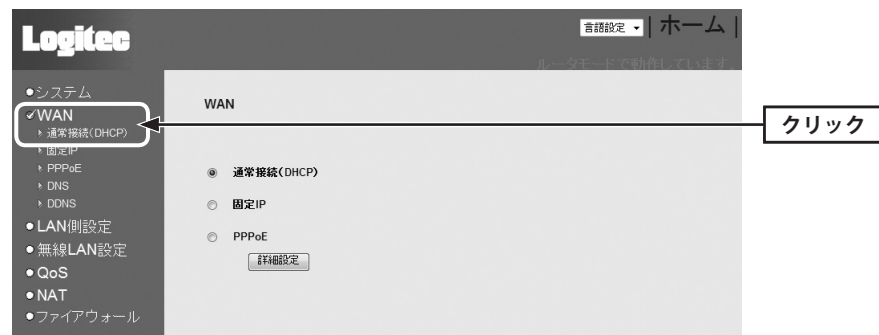 Logitec
言語設定
|ホーム|
ルータモードで動作しています。
システム
WAN
通常接続(DHCP)
固定IP
PPPoE
DNS
DDNS
LAN側設定
無線LAN設定
QoS
NAT
ファイアウォール
WAN
通常接続(DHCP)
固定IP
PPPoE
詳細設定
クリック